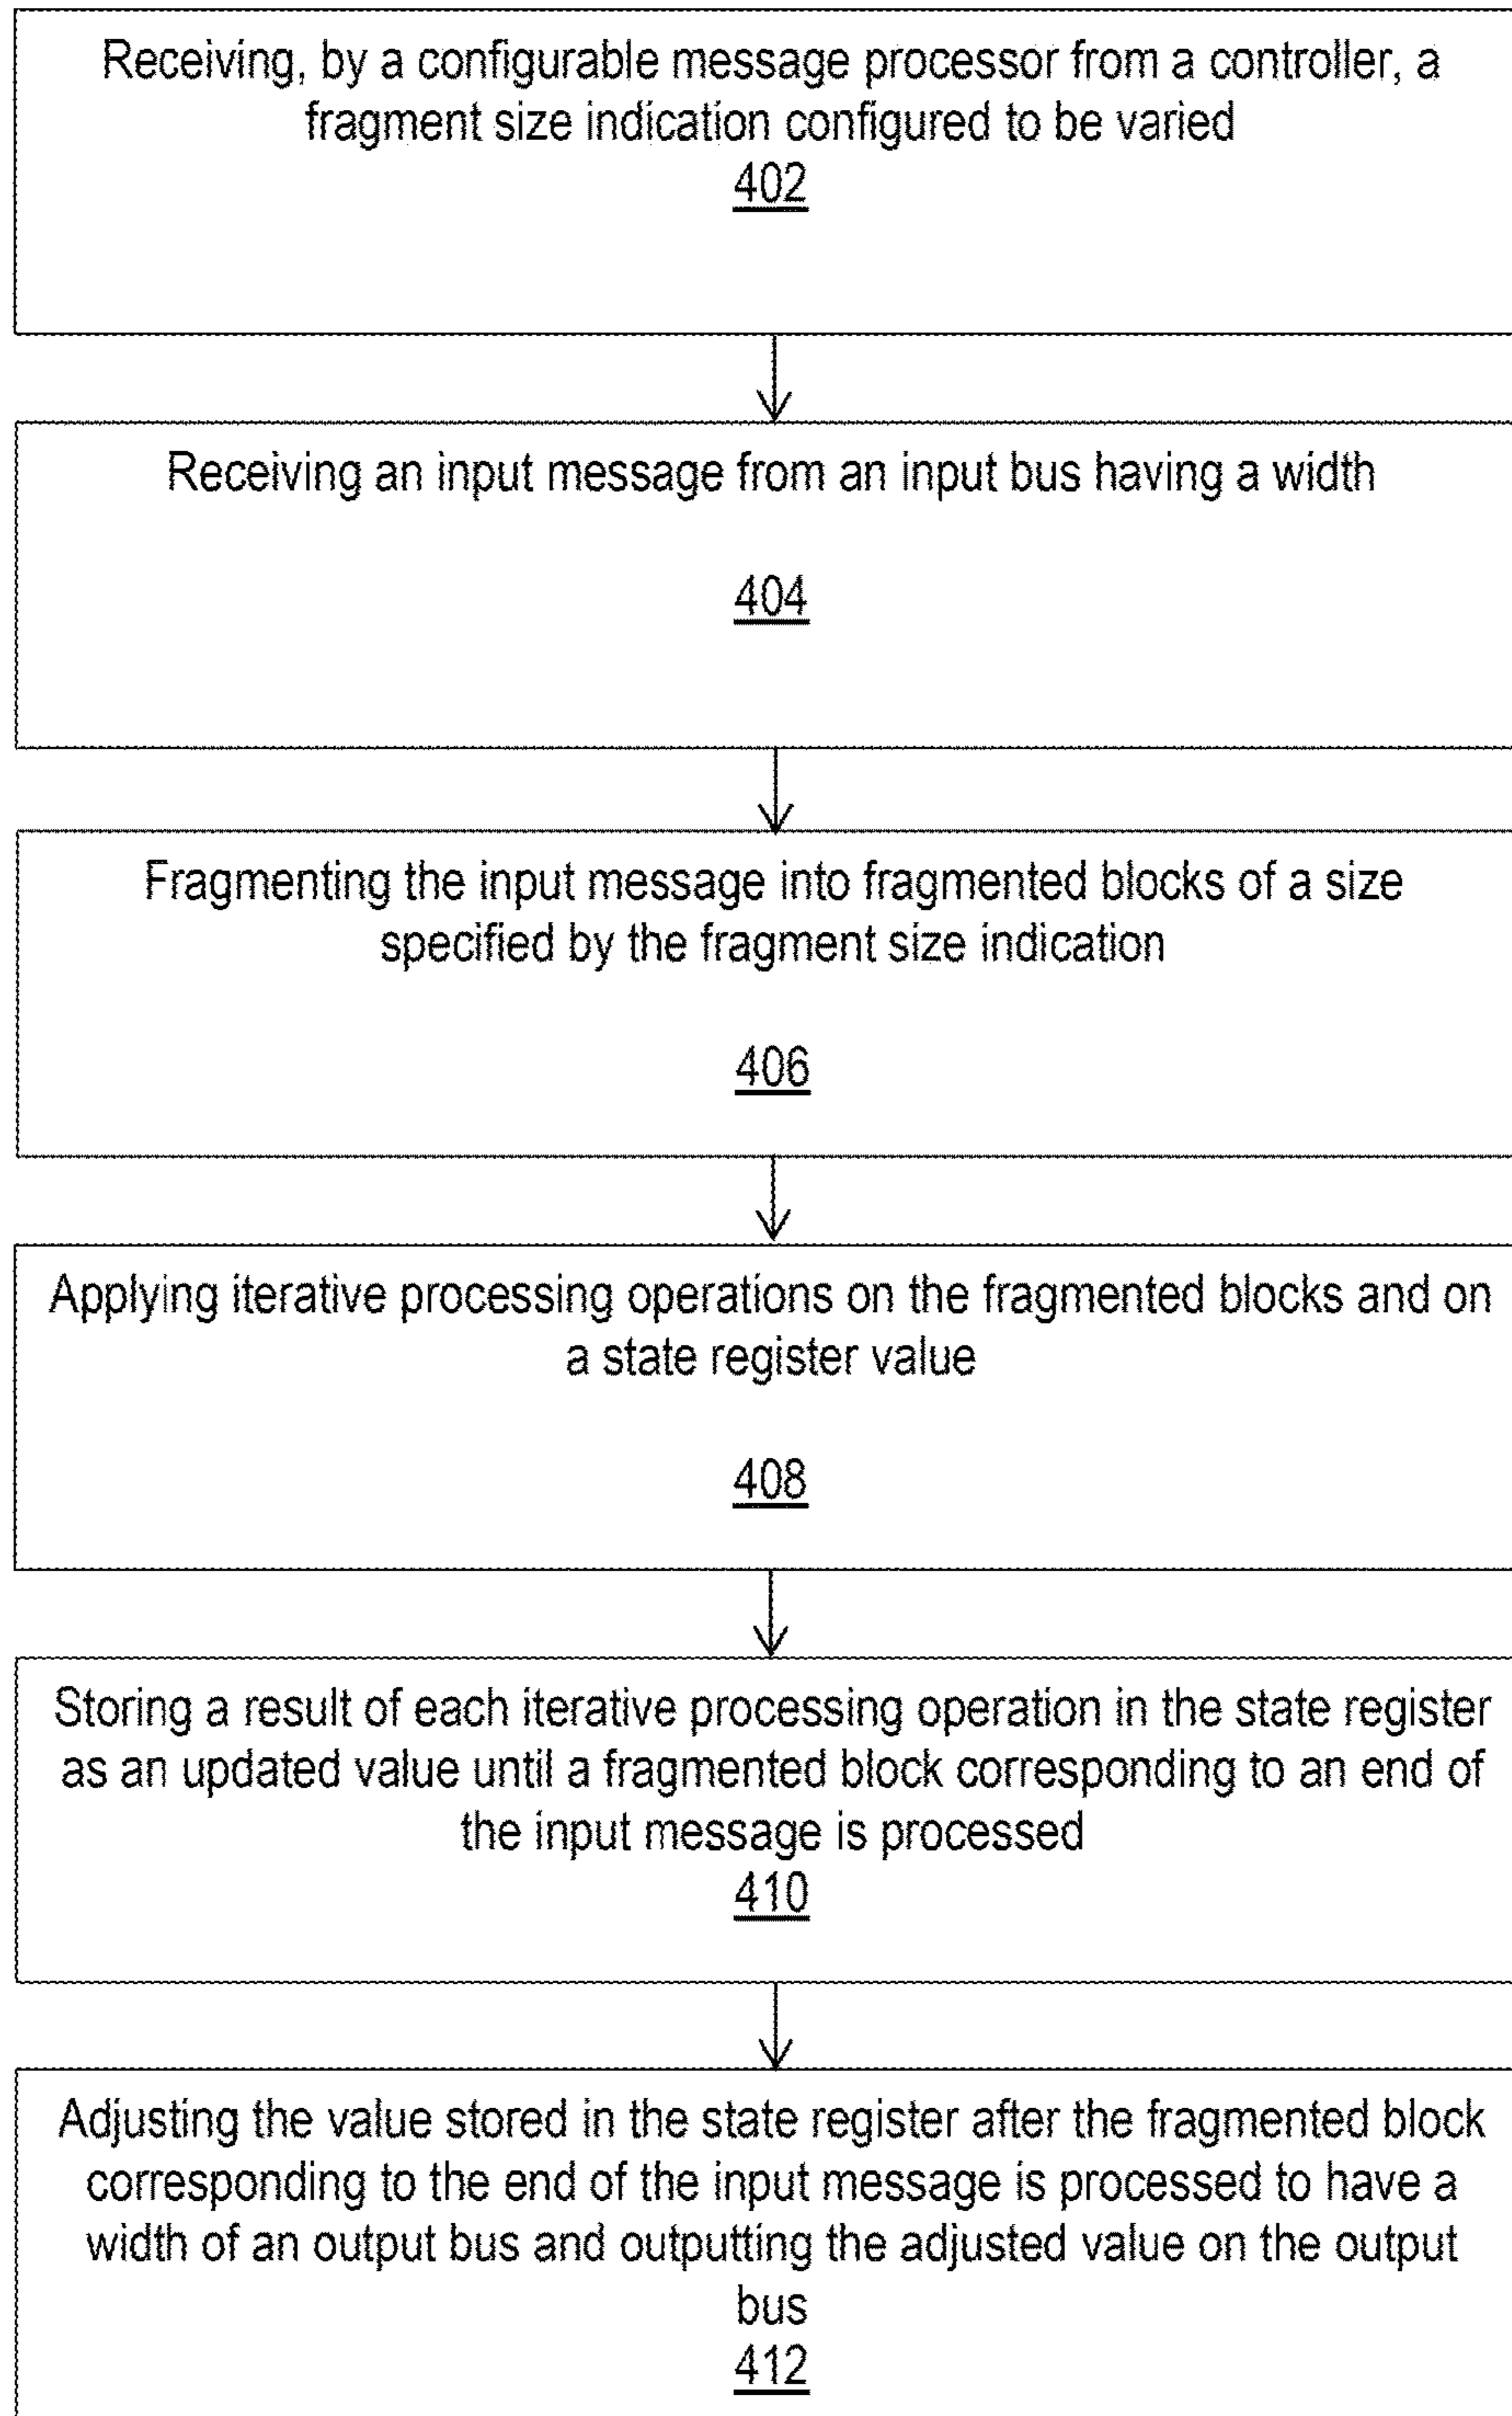 Receiving, by a configurable message processor from a controller, a
fragment size indication configured to be varied
402
Receiving an input message from an input bus having a width
404
Fragmenting the input message into fragmented blocks of a size
specified by the fragment size indication
406
Applying iterative processing operations on the fragmented blocks and on
a state register value
408
Storing a result of each iterative processing operation in the state register
as an updated value until a fragmented block corresponding to an end of
the input message is processed
410
Adjusting the value stored in the state register after the fragmented block
corresponding to the end of the input message is processed to have a
width of an output bus and outputting the adjusted value on the output
bus
412